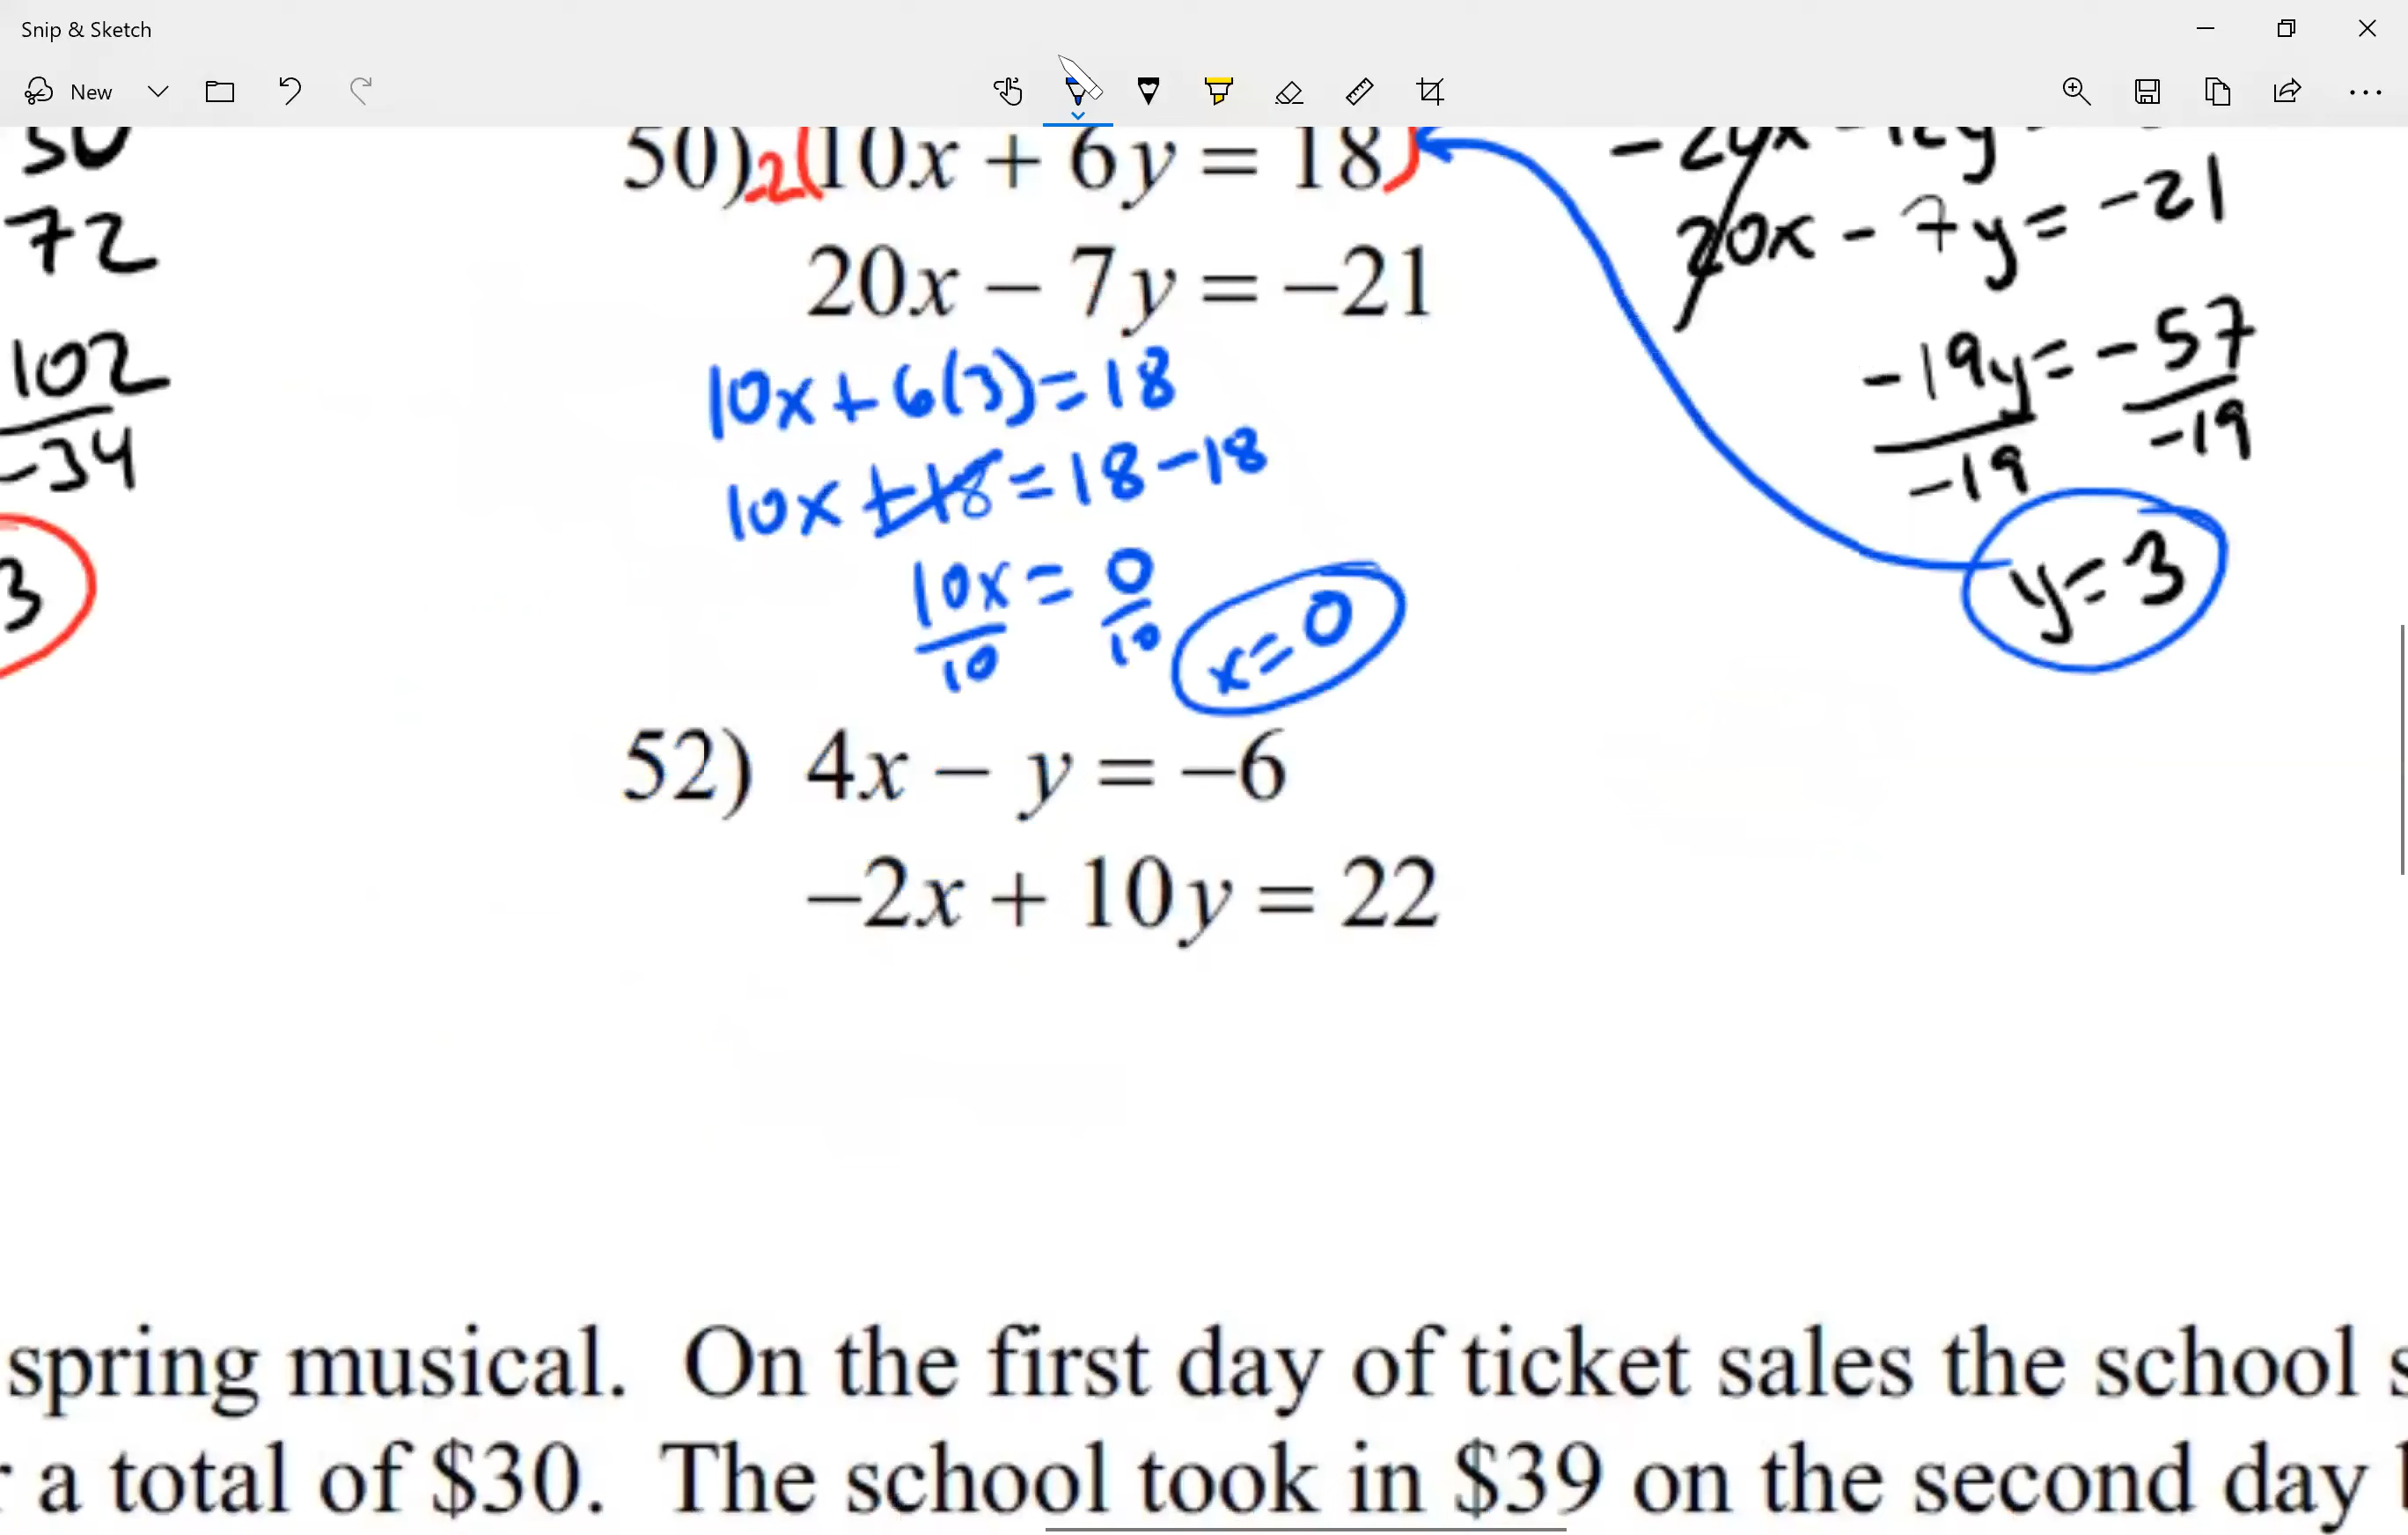 Snip & Sketch
New
50
72
102
-34
3
50) -2(10x + 6y = 18)
20x − 7y = −21
10x + 6(3) = 18
10x + 18 = 18 - 18
10x = 0
10 10
x = 0
20x - 7y = -21
-19y = -57
-19 -19
y = 3
52) 4x − y = −6
−2x + 10y = 22
spring musical. On the first day of ticket sales the school
a total of $30. The school took in $39 on the second day